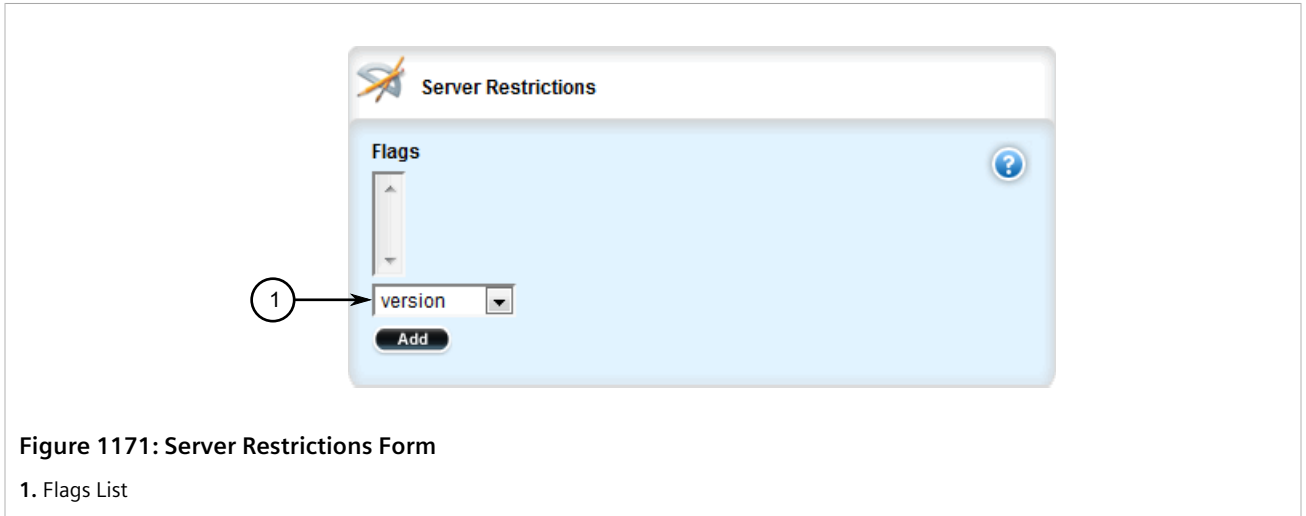 Server Restrictions
Flags
?
1
version
Add
Figure 1171: Server Restrictions Form
1. Flags List